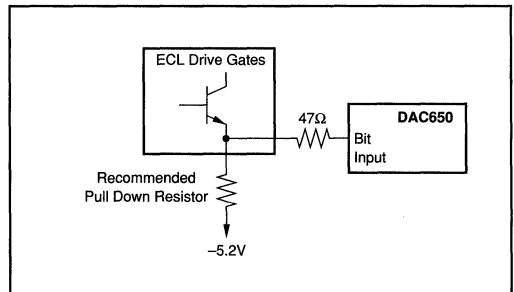 ECL Drive Gates
47Ω
DAC650
Bit
Input
Recommended
Pull Down Resistor
–5.2V